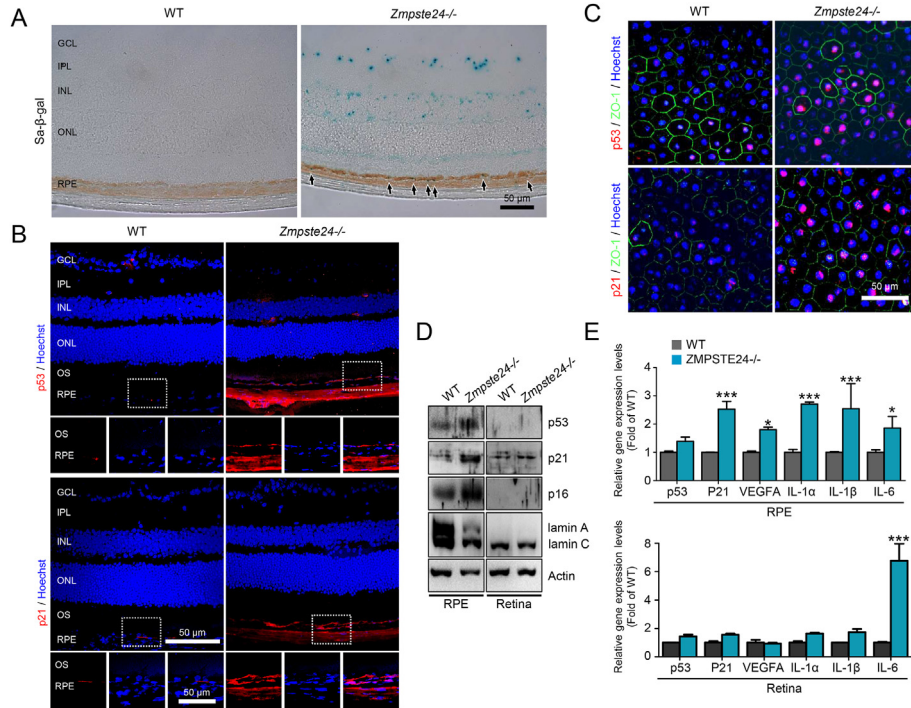 A
WT
Zmpste24-/-
Sa-β-gal
GCL
IPL
INL
ONL
RPE
50 µm
B
WT
Zmpste24-/-
p53 / Hoechst
GCL
IPL
INL
ONL
OS
RPE
OS
RPE
p21 / Hoechst
GCL
IPL
INL
ONL
OS
RPE
50 µm
OS
RPE
50 µm
C
WT
Zmpste24-/-
p53 / ZO-1 / Hoechst
p21 / ZO-1 / Hoechst
50 µm
D
WT
Zmpste24-/-
WT
Zmpste24-/-
p53
p21
p16
lamin A
lamin C
Actin
RPE
Retina
E
WT
ZMPSTE24-/-
Relative gene expression levels
(Fold of WT)
4
3
2
1
0
***
*
***
***
*
p53 P21 VEGFA IL-1α IL-1β IL-6
RPE
Relative gene expression levels
(Fold of WT)
8
6
4
2
0
***
p53 P21 VEGFA IL-1α IL-1β IL-6
Retina